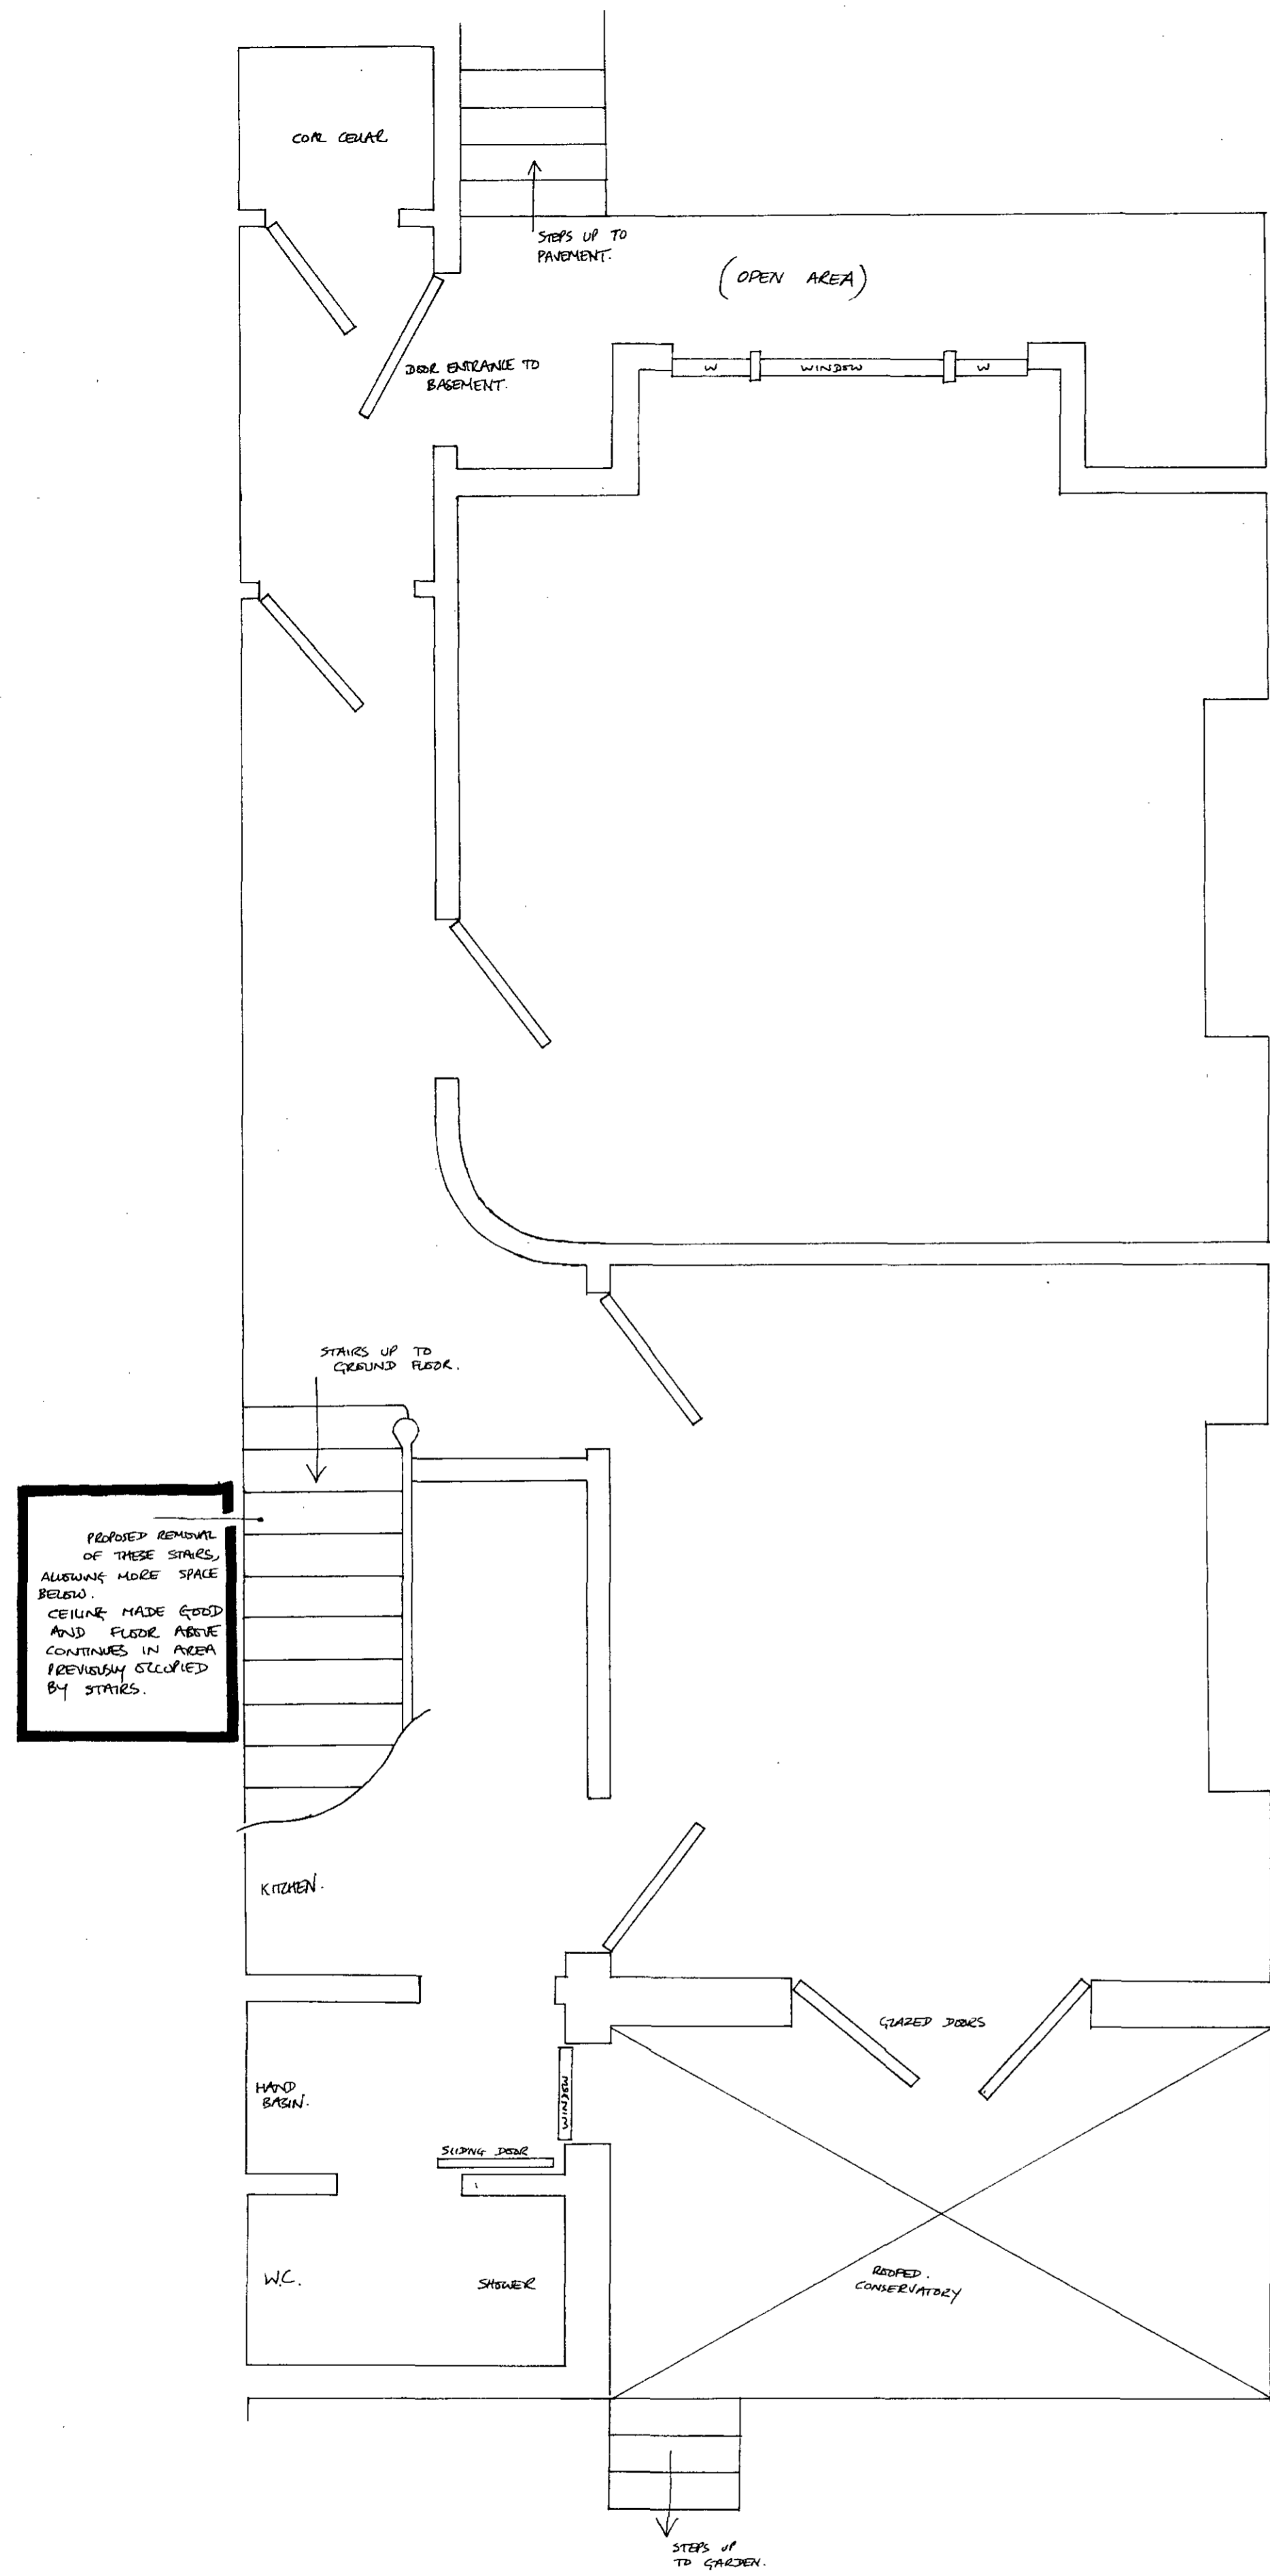 COAL CELLAR
STEPS UP TO
PAVEMENT.
(OPEN AREA)
DOOR ENTRANCE TO
BASEMENT.
W
WINDOW
W
STAIRS UP TO
GROUND FLOOR.
PROPOSED REMOVAL
OF THESE STAIRS,
ALLOWING MORE SPACE
BELOW.
CEILING MADE GOOD
AND FLOOR ABOVE
CONTINUES IN AREA
PREVIOUSLY OCCUPIED
BY STAIRS.
KITCHEN.
GLAZED DOORS
HAND
BASIN.
WINDOW
SLIDING DOOR
W.C.
SHOWER
ROOFED.
CONSERVATORY
STEPS UP
TO GARDEN.